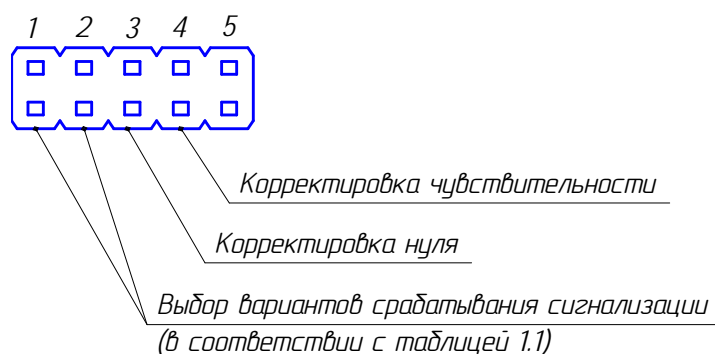 1 2 3 4 5
Корректировка чувствительности
Корректировка нуля
Выбор вариантов срабатывания сигнализации
(в соответствии с таблицей 1.1)